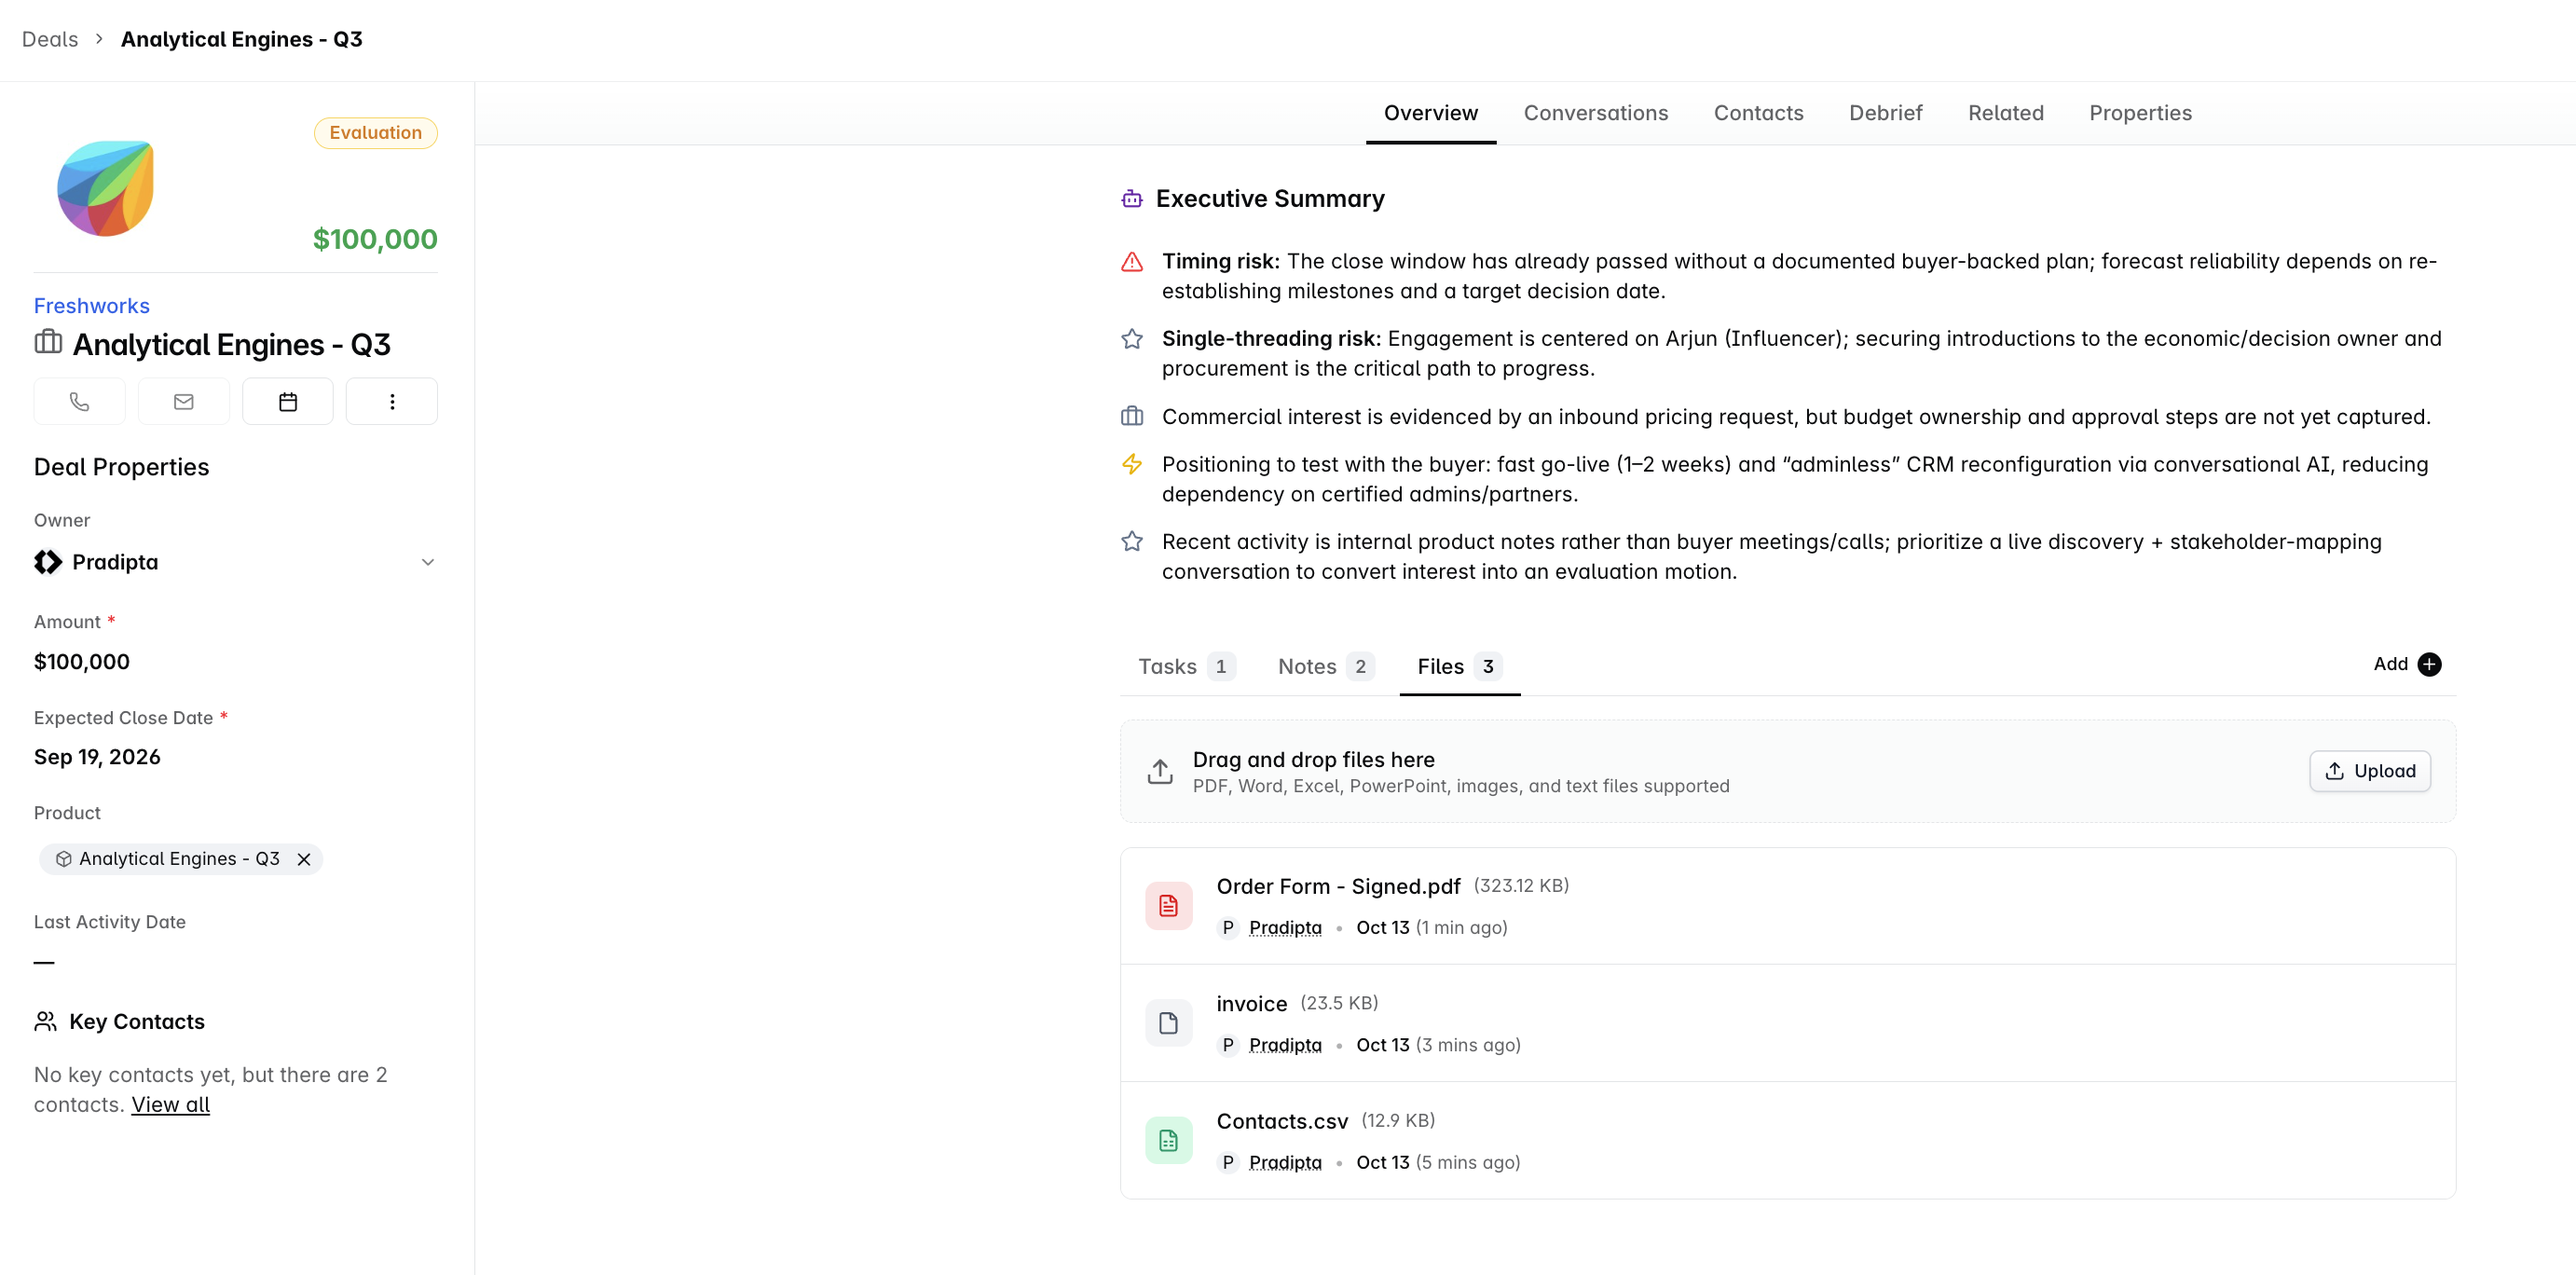 Deals > Analytical Engines - Q3
Evaluation
$100,000
Freshworks
Analytical Engines - Q3
Deal Properties
Owner
Pradipta
Amount *
$100,000
Expected Close Date *
Sep 19, 2026
Product
Analytical Engines - Q3
Last Activity Date
—
Key Contacts
No key contacts yet, but there are 2
contacts. View all
Overview Conversations Contacts Debrief Related Properties
Executive Summary
Timing risk: The close window has already passed without a documented buyer-backed plan; forecast reliability depends on re-
establishing milestones and a target decision date.
Single-threading risk: Engagement is centered on Arjun (Influencer); securing introductions to the economic/decision owner and
procurement is the critical path to progress.
Commercial interest is evidenced by an inbound pricing request, but budget ownership and approval steps are not yet captured.
Positioning to test with the buyer: fast go-live (1–2 weeks) and “adminless” CRM reconfiguration via conversational AI, reducing
dependency on certified admins/partners.
Recent activity is internal product notes rather than buyer meetings/calls; prioritize a live discovery + stakeholder-mapping
conversation to convert interest into an evaluation motion.
Tasks 1 Notes 2 Files 3 Add
Drag and drop files here
PDF, Word, Excel, PowerPoint, images, and text files supported
Upload
Order Form - Signed.pdf (323.12 KB)
P Pradipta • Oct 13 (1 min ago)
invoice (23.5 KB)
P Pradipta • Oct 13 (3 mins ago)
Contacts.csv (12.9 KB)
P Pradipta • Oct 13 (5 mins ago)